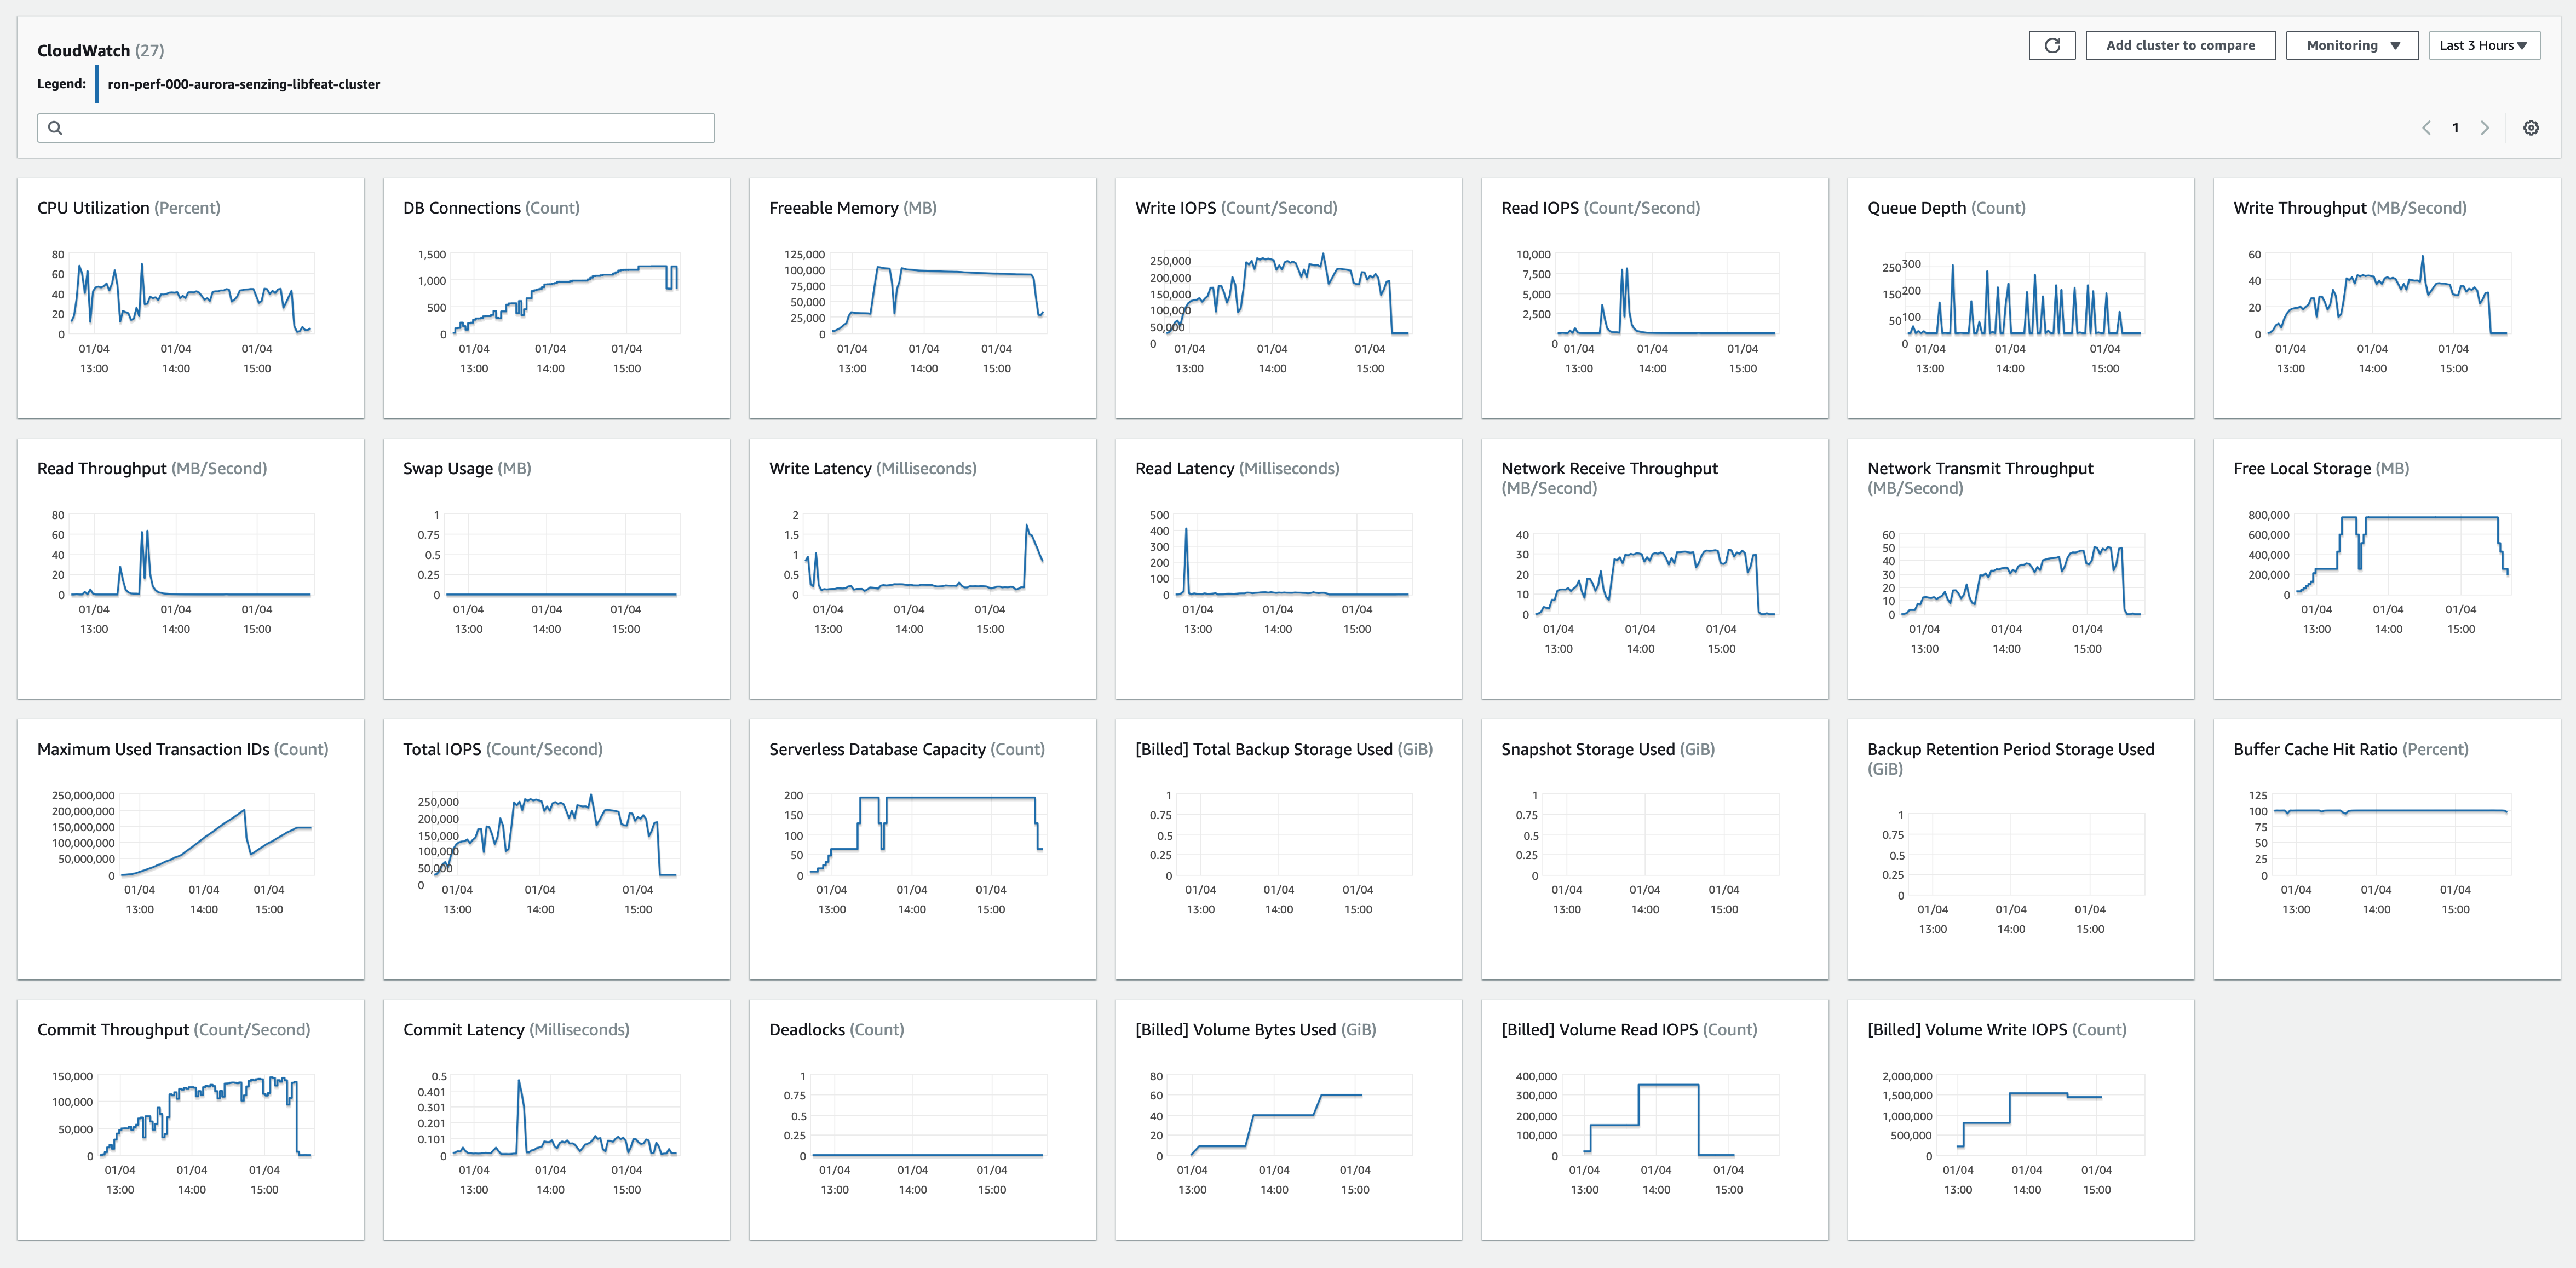 CloudWatch (27)
Add cluster to compare
Monitoring ▼
Last 3 Hours ▼
Legend:
ron-perf-000-aurora-senzing-libfeat-cluster
1
CPU Utilization (Percent)
80
60
40
20
0
01/04 01/04 01/04
13:00 14:00 15:00
DB Connections (Count)
1,500
1,000
500
0
01/04 01/04 01/04
13:00 14:00 15:00
Freeable Memory (MB)
125,000
100,000
75,000
50,000
25,000
0
01/04 01/04 01/04
13:00 14:00 15:00
Write IOPS (Count/Second)
250,000
200,000
150,000
100,000
50,000
0
01/04 01/04 01/04
13:00 14:00 15:00
Read IOPS (Count/Second)
10,000
7,500
5,000
2,500
0
01/04 01/04 01/04
13:00 14:00 15:00
Queue Depth (Count)
300
250
200
150
100
50
0
01/04 01/04 01/04
13:00 14:00 15:00
Write Throughput (MB/Second)
60
40
20
0
01/04 01/04 01/04
13:00 14:00 15:00
Read Throughput (MB/Second)
80
60
40
20
0
01/04 01/04 01/04
13:00 14:00 15:00
Swap Usage (MB)
1
0.75
0.5
0.25
0
01/04 01/04 01/04
13:00 14:00 15:00
Write Latency (Milliseconds)
2
1.5
1
0.5
0
01/04 01/04 01/04
13:00 14:00 15:00
Read Latency (Milliseconds)
500
400
300
200
100
0
01/04 01/04 01/04
13:00 14:00 15:00
Network Receive Throughput
(MB/Second)
40
30
20
10
0
01/04 01/04 01/04
13:00 14:00 15:00
Network Transmit Throughput
(MB/Second)
60
50
40
30
20
10
0
01/04 01/04 01/04
13:00 14:00 15:00
Free Local Storage (MB)
800,000
600,000
400,000
200,000
0
01/04 01/04 01/04
13:00 14:00 15:00
Maximum Used Transaction IDs (Count)
250,000,000
200,000,000
150,000,000
100,000,000
50,000,000
0
01/04 01/04 01/04
13:00 14:00 15:00
Total IOPS (Count/Second)
250,000
200,000
150,000
100,000
50,000
0
01/04 01/04 01/04
13:00 14:00 15:00
Serverless Database Capacity (Count)
200
150
100
50
0
01/04 01/04 01/04
13:00 14:00 15:00
[Billed] Total Backup Storage Used (GiB)
1
0.75
0.5
0.25
0
01/04 01/04 01/04
13:00 14:00 15:00
Snapshot Storage Used (GiB)
1
0.75
0.5
0.25
0
01/04 01/04 01/04
13:00 14:00 15:00
Backup Retention Period Storage Used
(GiB)
1
0.75
0.5
0.25
0
01/04 01/04 01/04
13:00 14:00 15:00
Buffer Cache Hit Ratio (Percent)
125
100
75
50
25
0
01/04 01/04 01/04
13:00 14:00 15:00
Commit Throughput (Count/Second)
150,000
100,000
50,000
0
01/04 01/04 01/04
13:00 14:00 15:00
Commit Latency (Milliseconds)
0.5
0.401
0.301
0.201
0.101
0
01/04 01/04 01/04
13:00 14:00 15:00
Deadlocks (Count)
1
0.75
0.5
0.25
0
01/04 01/04 01/04
13:00 14:00 15:00
[Billed] Volume Bytes Used (GiB)
80
60
40
20
0
01/04 01/04 01/04
13:00 14:00 15:00
[Billed] Volume Read IOPS (Count)
400,000
300,000
200,000
100,000
0
01/04 01/04 01/04
13:00 14:00 15:00
[Billed] Volume Write IOPS (Count)
2,000,000
1,500,000
1,000,000
500,000
0
01/04 01/04 01/04
13:00 14:00 15:00